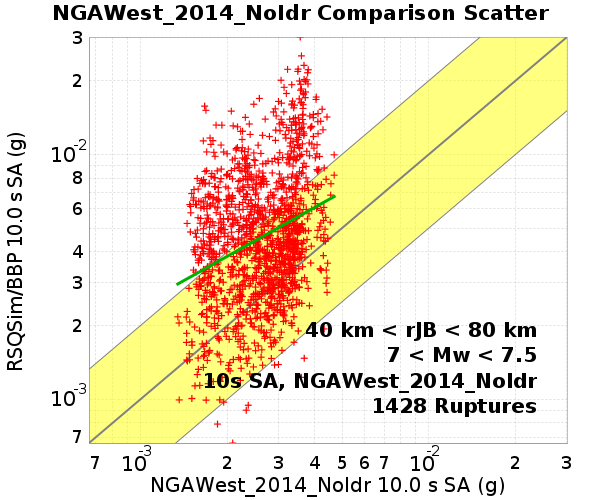 NGAWest_2014_NoIdr Comparison Scatter
3
2
10-2
8
6
4
3
2
10-3
7
RSQSim/BBP 10.0 s SA (g)
40 km < rJB < 80 km
7 < Mw < 7.5
10s SA, NGAWest_2014_NoIdr
1428 Ruptures
7 10-3 2 3 4 5 6 7 10-2 2 3
NGAWest_2014_NoIdr 10.0 s SA (g)